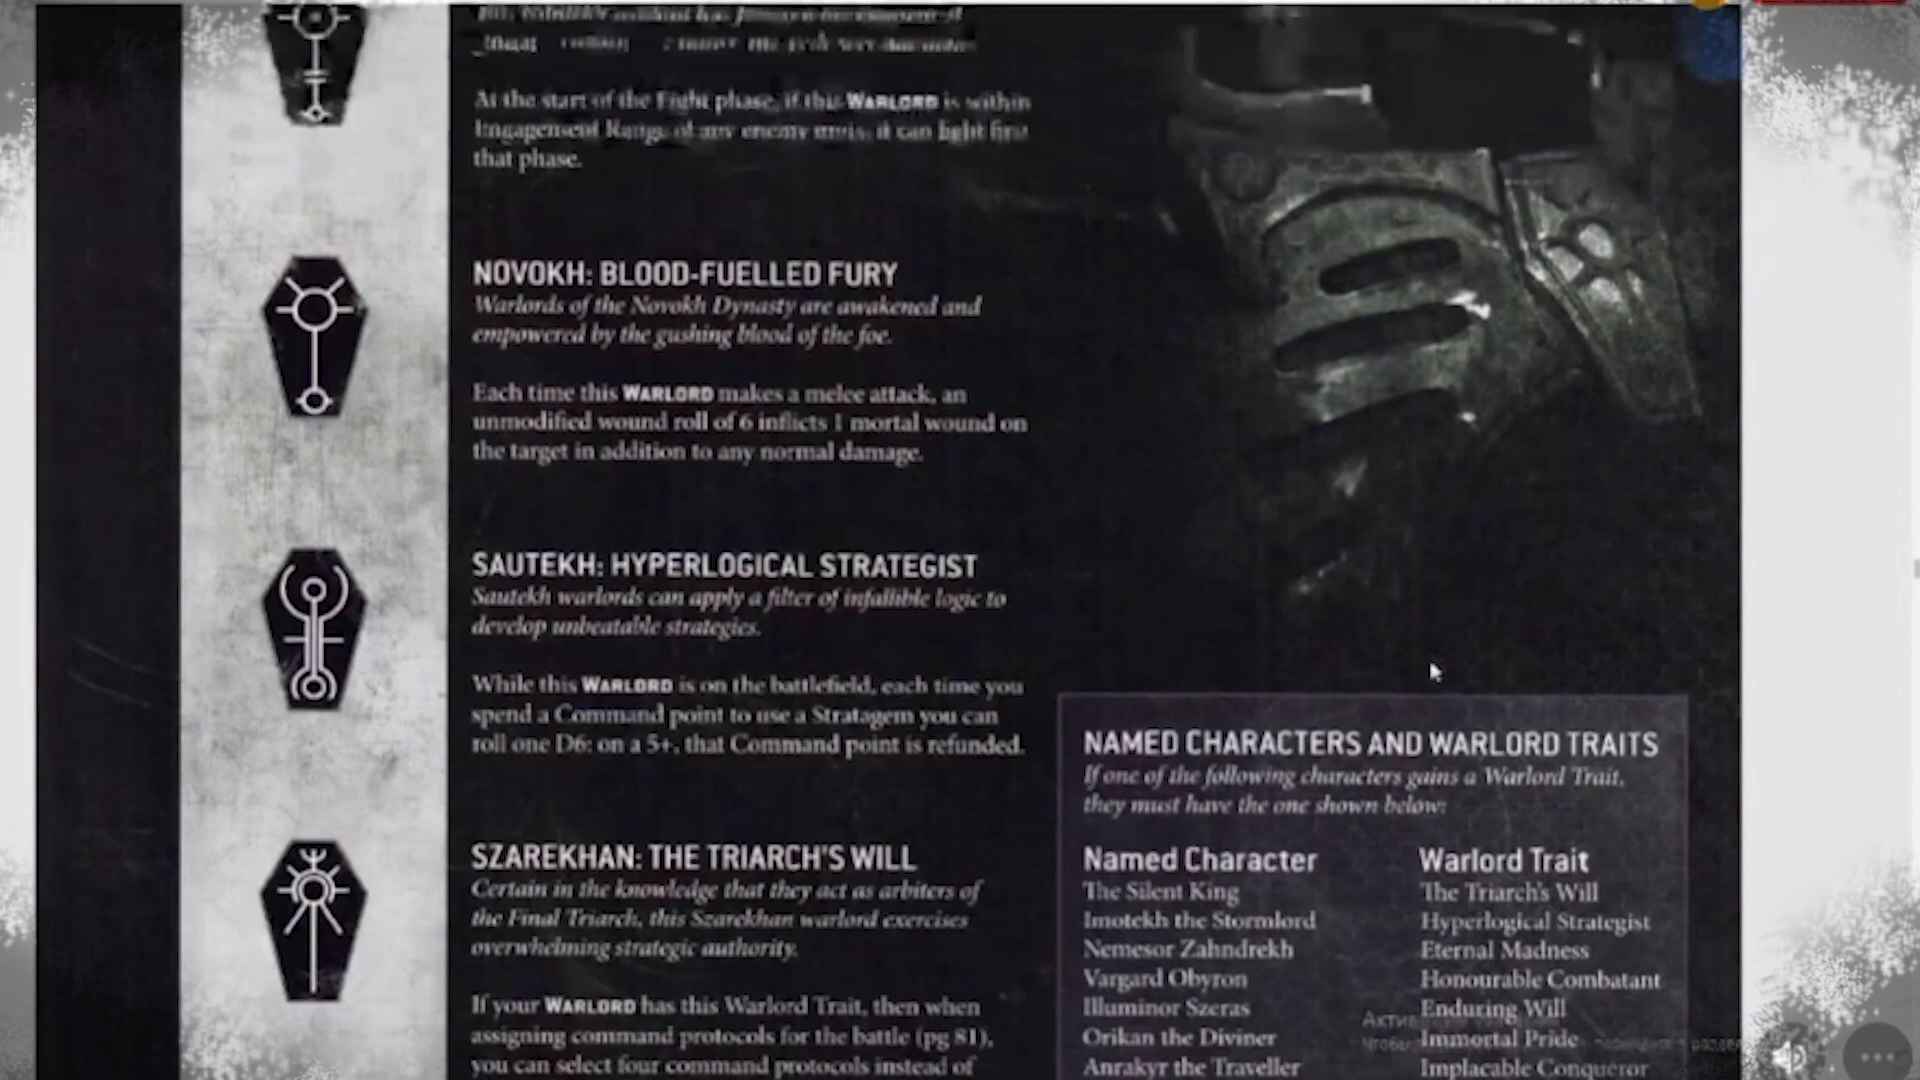 At the start of the Fight phase, if this WARLORD is within
Engagement Range of any enemy units, it can fight first
that phase.
NOVOKH: BLOOD-FUELLED FURY
Warlords of the Novokh Dynasty are awakened and
empowered by the gushing blood of the foe.
Each time this WARLORD makes a melee attack, an
unmodified wound roll of 6 inflicts 1 mortal wound on
the target in addition to any normal damage.
SAUTEKH: HYPERLOGICAL STRATEGIST
Sautekh warlords can apply a filter of infallible logic to
develop unbeatable strategies.
While this WARLORD is on the battlefield, each time you
spend a Command point to use a Stratagem you can
roll one D6: on a 5+, that Command point is refunded.
SZAREKHAN: THE TRIARCH'S WILL
Certain in the knowledge that they act as arbiters of
the Final Triarch, this Szarekhan warlord exercises
overwhelming strategic authority.
If your WARLORD has this Warlord Trait, then when
assigning command protocols for the battle (pg 81),
you can select four command protocols instead of
NAMED CHARACTERS AND WARLORD TRAITS
If one of the following characters gains a Warlord Trait,
they must have the one shown below:
Named Character Warlord Trait
The Silent King The Triarch's Will
Imotekh the Stormlord Hyperlogical Strategist
Nemesor Zahndrekh Eternal Madness
Vargard Obyron Honourable Combatant
Illuminor Szeras Enduring Will
Orikan the Diviner Immortal Pride
Anrakyr the Traveller Implacable Conqueror